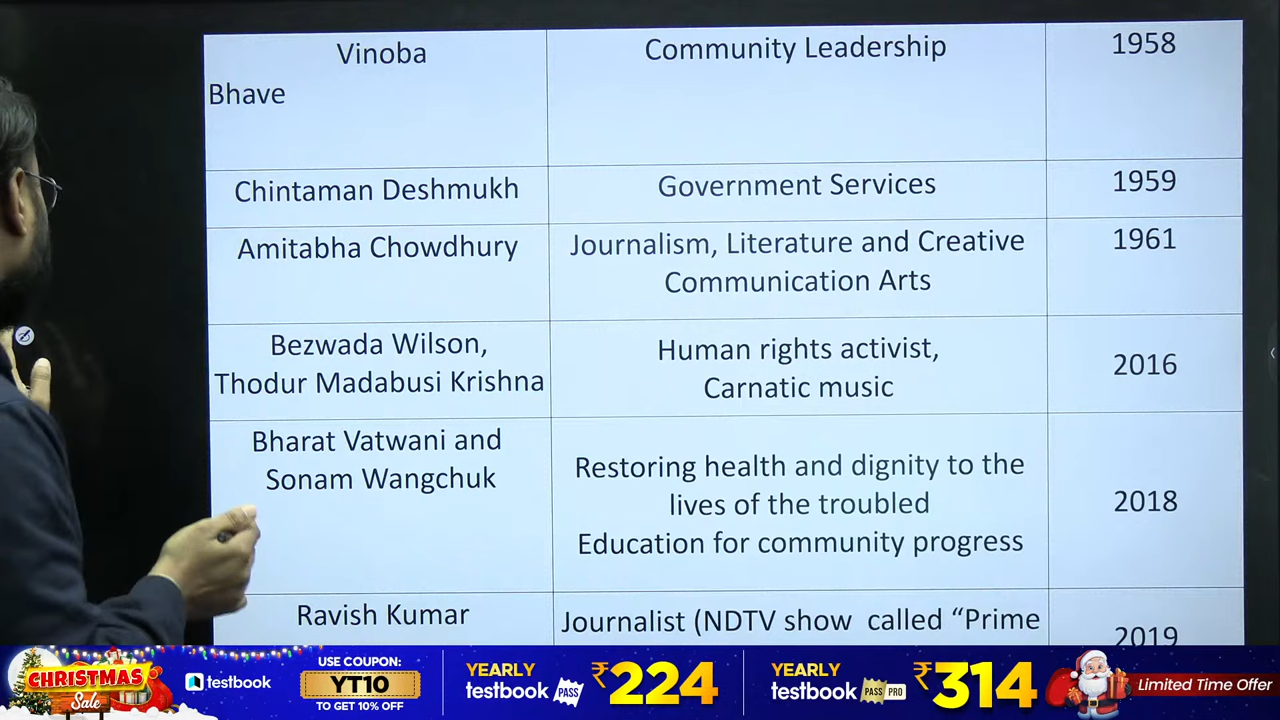 Vinoba
Bhave
Community Leadership
1958
Chintaman Deshmukh
Government Services
1959
Amitabha Chowdhury
Journalism, Literature and Creative
Communication Arts
1961
Bezwada Wilson,
Thodur Madabusi Krishna
Human rights activist,
Carnatic music
2016
Bharat Vatwani and
Sonam Wangchuk
Restoring health and dignity to the
lives of the troubled
Education for community progress
2018
Ravish Kumar
Journalist (NDTV show called “Prime
2019
CHRISTMAS
Sale
testbook
USE COUPON:
YT10
TO GET 10% OFF
YEARLY
testbook PASS
₹224
YEARLY
testbook PASS PRO
₹314
Limited Time Offer